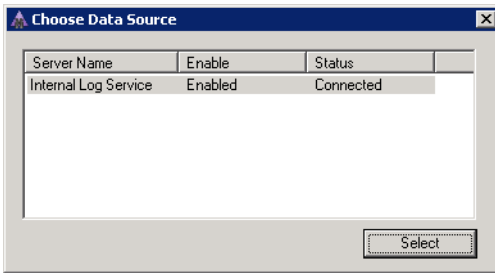 Choose Data Source
Server Name Enable Status
Internal Log Service Enabled Connected
Select